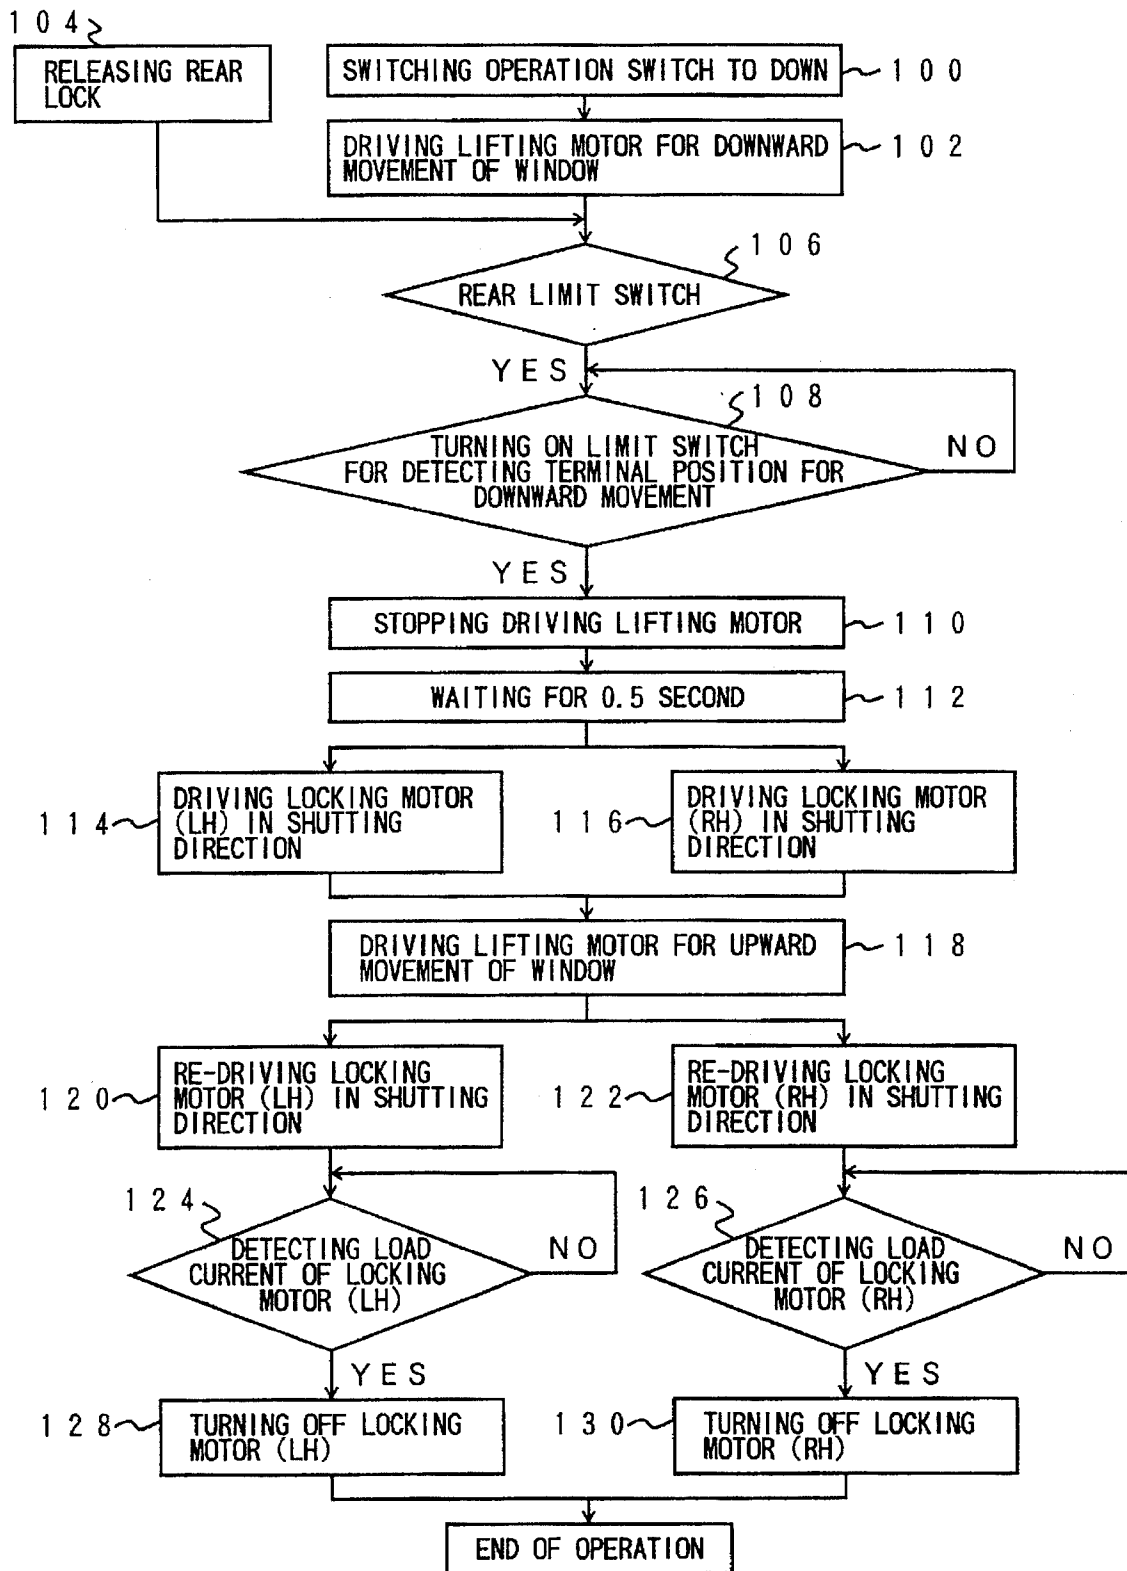 104
RELEASING REAR
LOCK
SWITCHING OPERATION SWITCH TO DOWN
100
DRIVING LIFTING MOTOR FOR DOWNWARD
MOVEMENT OF WINDOW
102
106
REAR LIMIT SWITCH
YES
108
TURNING ON LIMIT SWITCH
FOR DETECTING TERMINAL POSITION FOR
DOWNWARD MOVEMENT
NO
YES
STOPPING DRIVING LIFTING MOTOR
110
WAITING FOR 0.5 SECOND
112
114
DRIVING LOCKING MOTOR
(LH) IN SHUTTING
DIRECTION
116
DRIVING LOCKING MOTOR
(RH) IN SHUTTING
DIRECTION
DRIVING LIFTING MOTOR FOR UPWARD
MOVEMENT OF WINDOW
118
120
RE-DRIVING LOCKING
MOTOR (LH) IN SHUTTING
DIRECTION
122
RE-DRIVING LOCKING
MOTOR (RH) IN SHUTTING
DIRECTION
124
DETECTING LOAD
CURRENT OF LOCKING
MOTOR (LH)
NO
126
DETECTING LOAD
CURRENT OF LOCKING
MOTOR (RH)
NO
YES
YES
128
TURNING OFF LOCKING
MOTOR (LH)
130
TURNING OFF LOCKING
MOTOR (RH)
END OF OPERATION